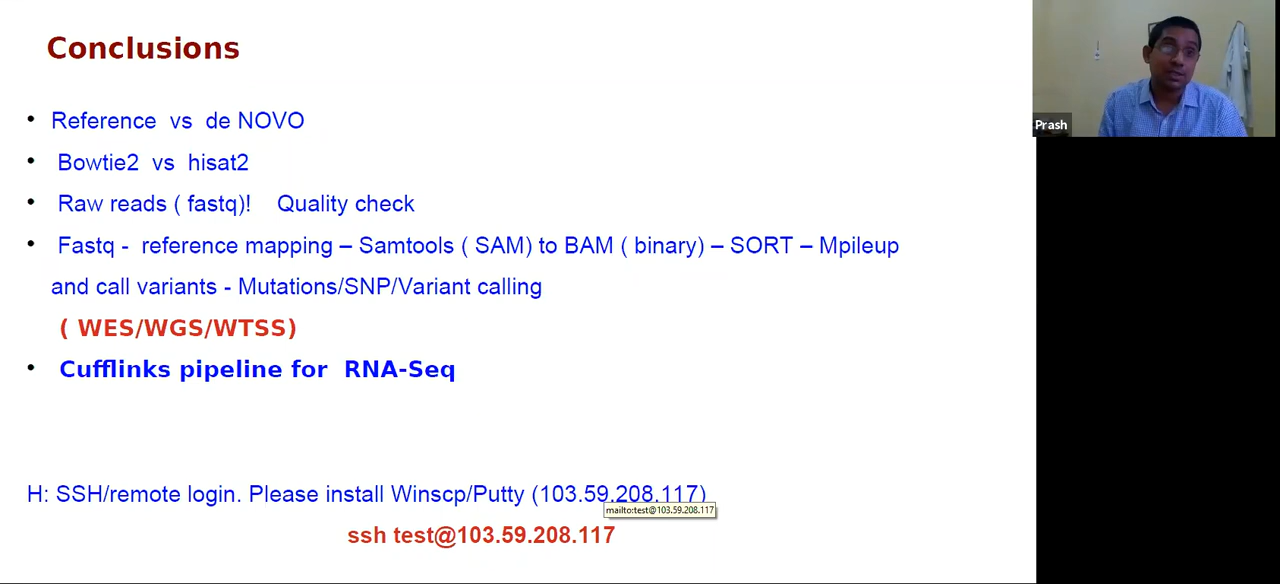 Conclusions
• Reference vs de NOVO
• Bowtie2 vs hisat2
• Raw reads ( fastq)! Quality check
• Fastq - reference mapping – Samtools ( SAM) to BAM ( binary) – SORT – Mpileup
and call variants - Mutations/SNP/Variant calling
( WES/WGS/WTSS)
• Cufflinks pipeline for RNA-Seq
H: SSH/remote login. Please install Winscp/Putty (103.59.208.117)
mailto:test@103.59.208.117
ssh test@103.59.208.117
Prash